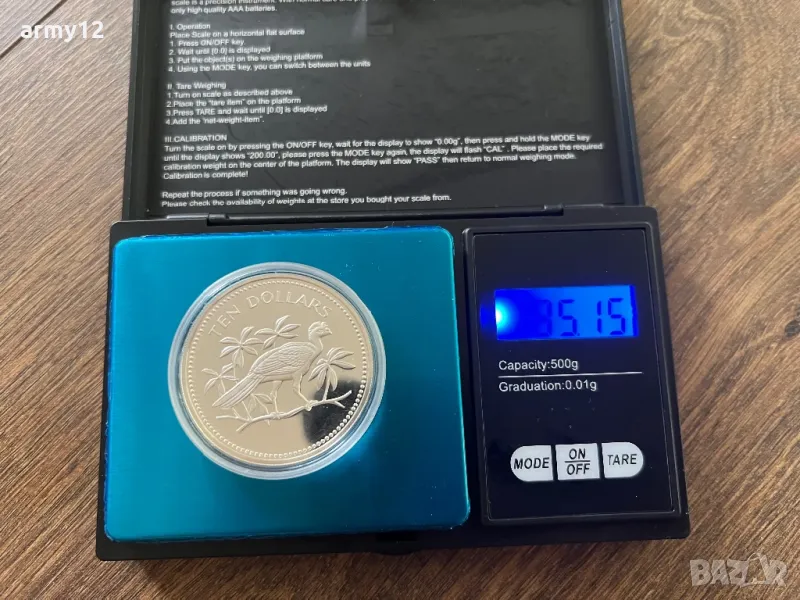 army12
scale is a precision instrument. With normal care and
only high quality AAA batteries.
I. Operation
Place Scale on a horizontal flat surface
1. Press ON/OFF key
2. Wait until [0.0] is displayed
3. Put the object(s) on the weighing platform
4. Using the MODE key, you can switch between the units
II. Tare Weighing
1.Turn on scale as described above
2.Place the "tare item" on the platform
3.Press TARE and wait until [0.0] is displayed
4.Add the "net-weight-item".
III.CALIBRATION
Turn the scale on by pressing the ON/OFF key, wait for the display to show "0.00g", then press and hold the MODE key
until the display shows "200.00", please press the MODE key again, the display will flash "CAL" . Please place the required
calibration weight on the center of the platform. The display will show "PASS" then return to normal weighing mode.
Calibration is complete!
Repeat the process if something was going wrong.
Please check the availability of weights at the store you bought your scale from.
TEN DOLLARS
Capacity:500g
Graduation:0.01g
MODE
ON
OFF
TARE
BAZAR